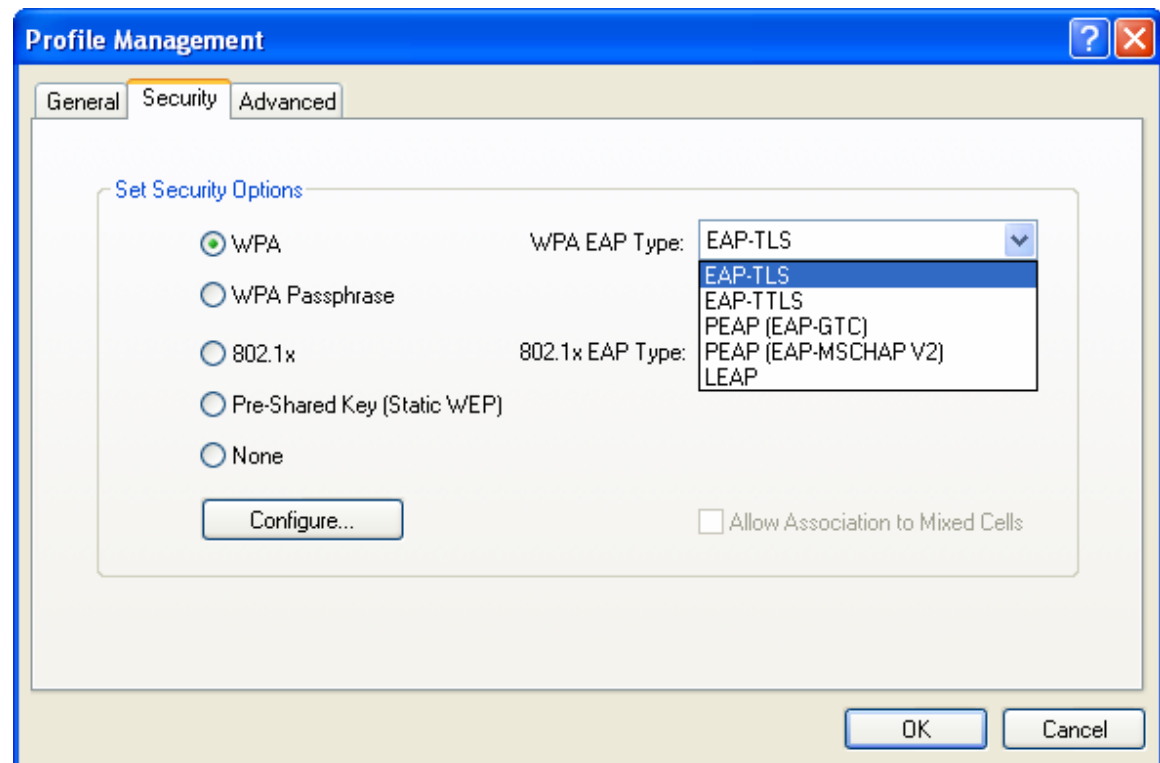 Profile Management
General Security Advanced
Set Security Options
WPA WPA EAP Type: EAP-TLS
EAP-TLS
WPA Passphrase EAP-TTLS
PEAP (EAP-GTC)
802.1x 802.1x EAP Type: PEAP (EAP-MSCHAP V2)
LEAP
Pre-Shared Key (Static WEP)
None
Configure... Allow Association to Mixed Cells
OK Cancel